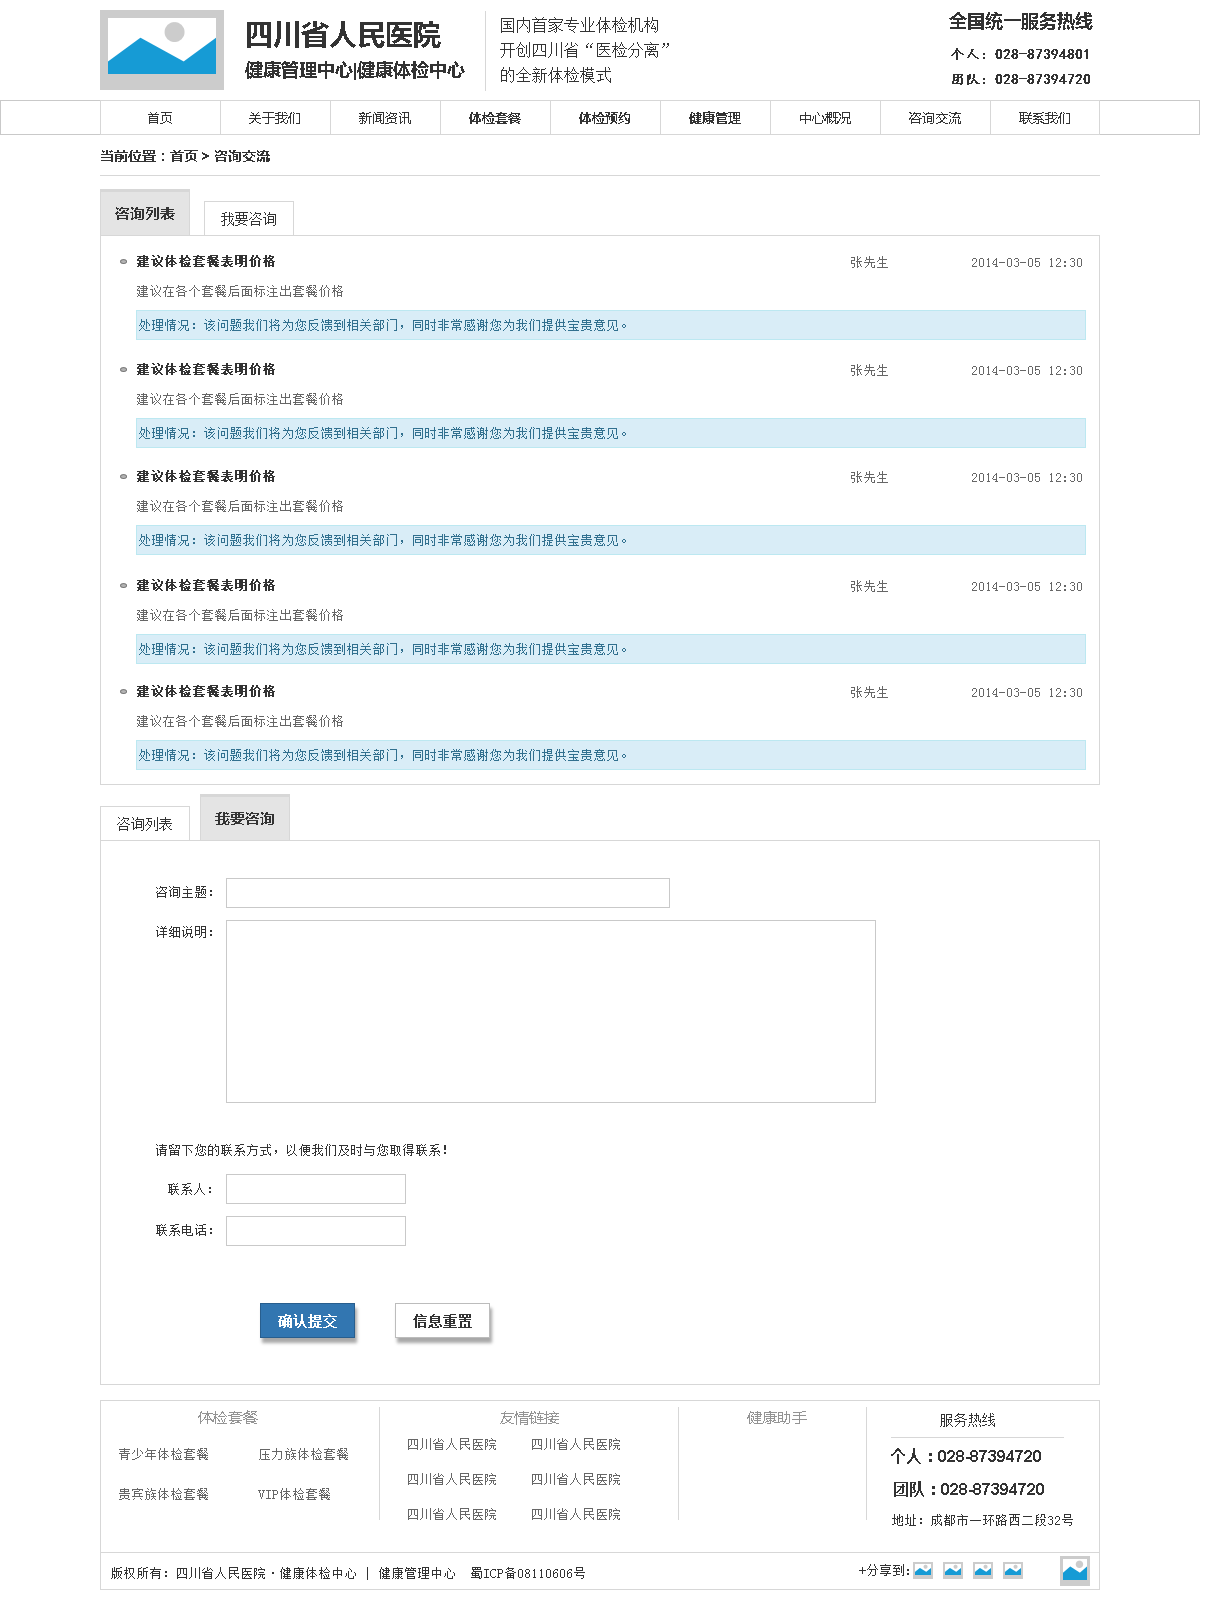 四川省人民医院
健康管理中心|健康体检中心
国内首家专业体检机构
开创四川省“医检分离”
的全新体检模式
全国统一服务热线
个人：028-87394801
团队：028-87394720
首页 关于我们 新闻资讯 体检套餐 体检预约 健康管理 中心概况 咨询交流 联系我们
当前位置：首页 > 咨询交流
咨询列表 我要咨询
建议体检套餐表明价格 张先生 2014-03-05 12:30
建议在各个套餐后面标注出套餐价格
处理情况：该问题我们将为您反馈到相关部门，同时非常感谢您为我们提供宝贵意见。
建议体检套餐表明价格 张先生 2014-03-05 12:30
建议在各个套餐后面标注出套餐价格
处理情况：该问题我们将为您反馈到相关部门，同时非常感谢您为我们提供宝贵意见。
建议体检套餐表明价格 张先生 2014-03-05 12:30
建议在各个套餐后面标注出套餐价格
处理情况：该问题我们将为您反馈到相关部门，同时非常感谢您为我们提供宝贵意见。
建议体检套餐表明价格 张先生 2014-03-05 12:30
建议在各个套餐后面标注出套餐价格
处理情况：该问题我们将为您反馈到相关部门，同时非常感谢您为我们提供宝贵意见。
建议体检套餐表明价格 张先生 2014-03-05 12:30
建议在各个套餐后面标注出套餐价格
处理情况：该问题我们将为您反馈到相关部门，同时非常感谢您为我们提供宝贵意见。
咨询列表 我要咨询
咨询主题：
详细说明：
请留下您的联系方式，以便我们及时与您取得联系！
联系人：
联系电话：
确认提交 信息重置
体检套餐
青少年体检套餐 压力族体检套餐
贵宾族体检套餐 VIP体检套餐
友情链接
四川省人民医院 四川省人民医院
四川省人民医院 四川省人民医院
四川省人民医院 四川省人民医院
健康助手
服务热线
个人：028-87394720
团队：028-87394720
地址：成都市一环路西二段32号
版权所有：四川省人民医院·健康体检中心 | 健康管理中心 蜀ICP备08110606号
+分享到: